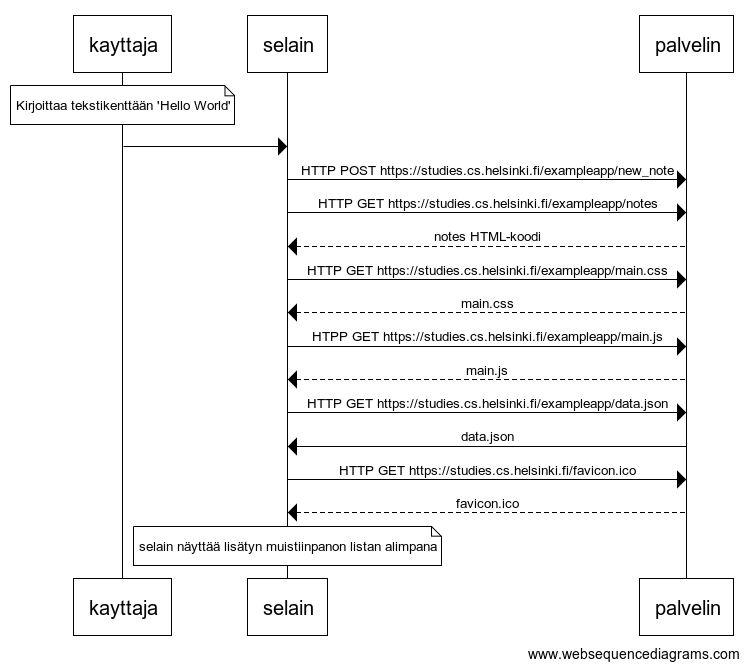 kayttaja
selain
palvelin
Kirjoittaa tekstikenttään 'Hello World'
HTTP POST https://studies.cs.helsinki.fi/exampleapp/new_note
HTTP GET https://studies.cs.helsinki.fi/exampleapp/notes
notes HTML-koodi
HTTP GET https://studies.cs.helsinki.fi/exampleapp/main.css
main.css
HTPP GET https://studies.cs.helsinki.fi/exampleapp/main.js
main.js
HTTP GET https://studies.cs.helsinki.fi/exampleapp/data.json
data.json
HTTP GET https://studies.cs.helsinki.fi/favicon.ico
favicon.ico
selain näyttää lisätyn muistiinpanon listan alimpana
kayttaja
selain
palvelin
www.websequencediagrams.com